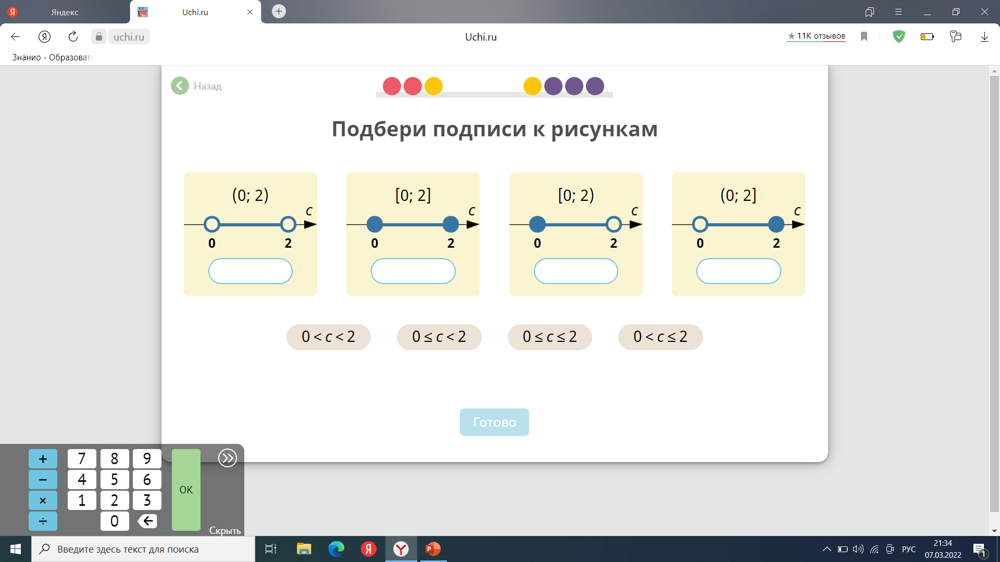 Я Яндекс Uchi.ru
Я uchi.ru Uchi.ru ★ 11К отзывов
Знанио - Образоват
Назад
Подбери подписи к рисункам
(0; 2) [0; 2] [0; 2) (0; 2]
c c c c
0 2 0 2 0 2 0 2
0 < c < 2 0 ≤ c < 2 0 ≤ c ≤ 2 0 < c ≤ 2
Готово
+ 7 8 9
− 4 5 6 OK
× 1 2 3
÷ 0
Скрыть
Введите здесь текст для поиска Я Y P РУС 21:34
07.03.2022 1